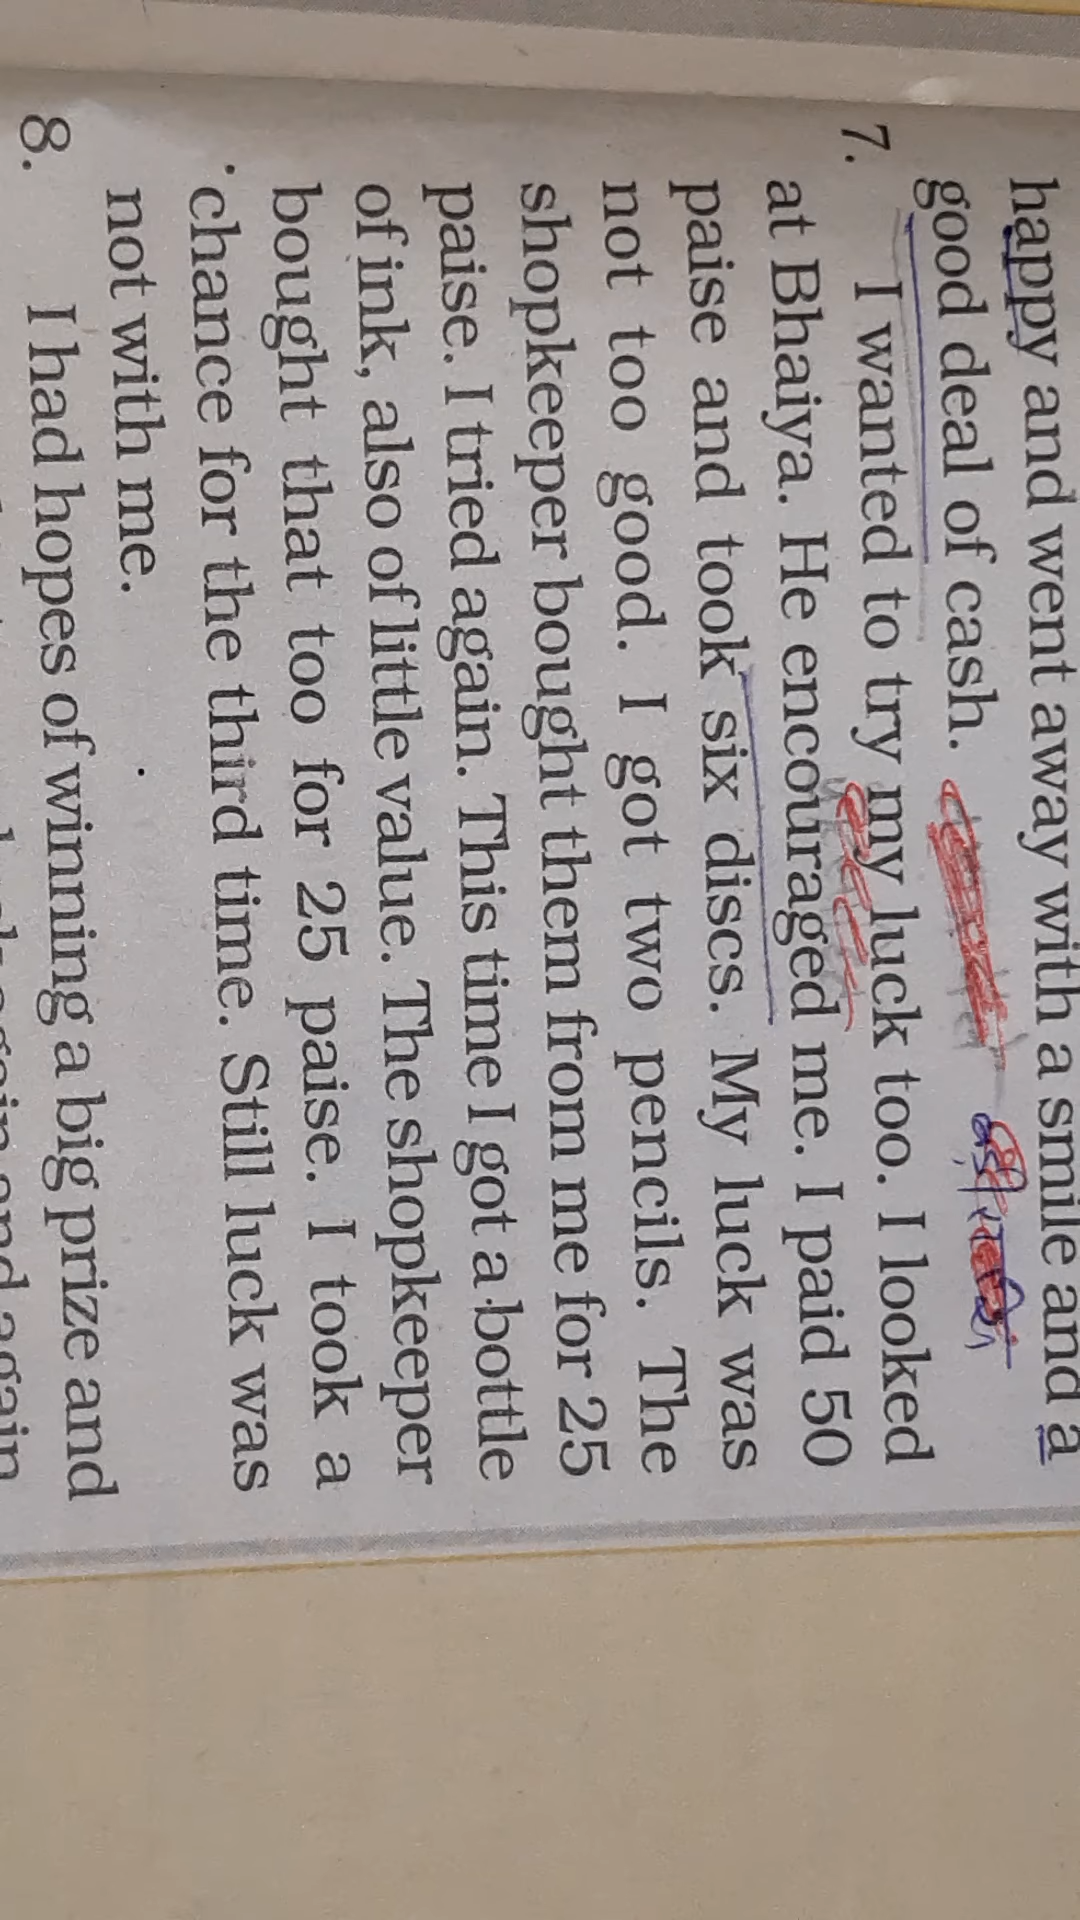 happy and went away with a smile and a
good deal of cash.
7. I wanted to try my luck too. I looked
at Bhaiya. He encouraged me. I paid 50
paise and took six discs. My luck was
not too good. I got two pencils. The
shopkeeper bought them from me for 25
paise. I tried again. This time I got a bottle
of ink, also of little value. The shopkeeper
bought that too for 25 paise. I took a
chance for the third time. Still luck was
not with me.
8. I had hopes of winning a big prize and
again and again